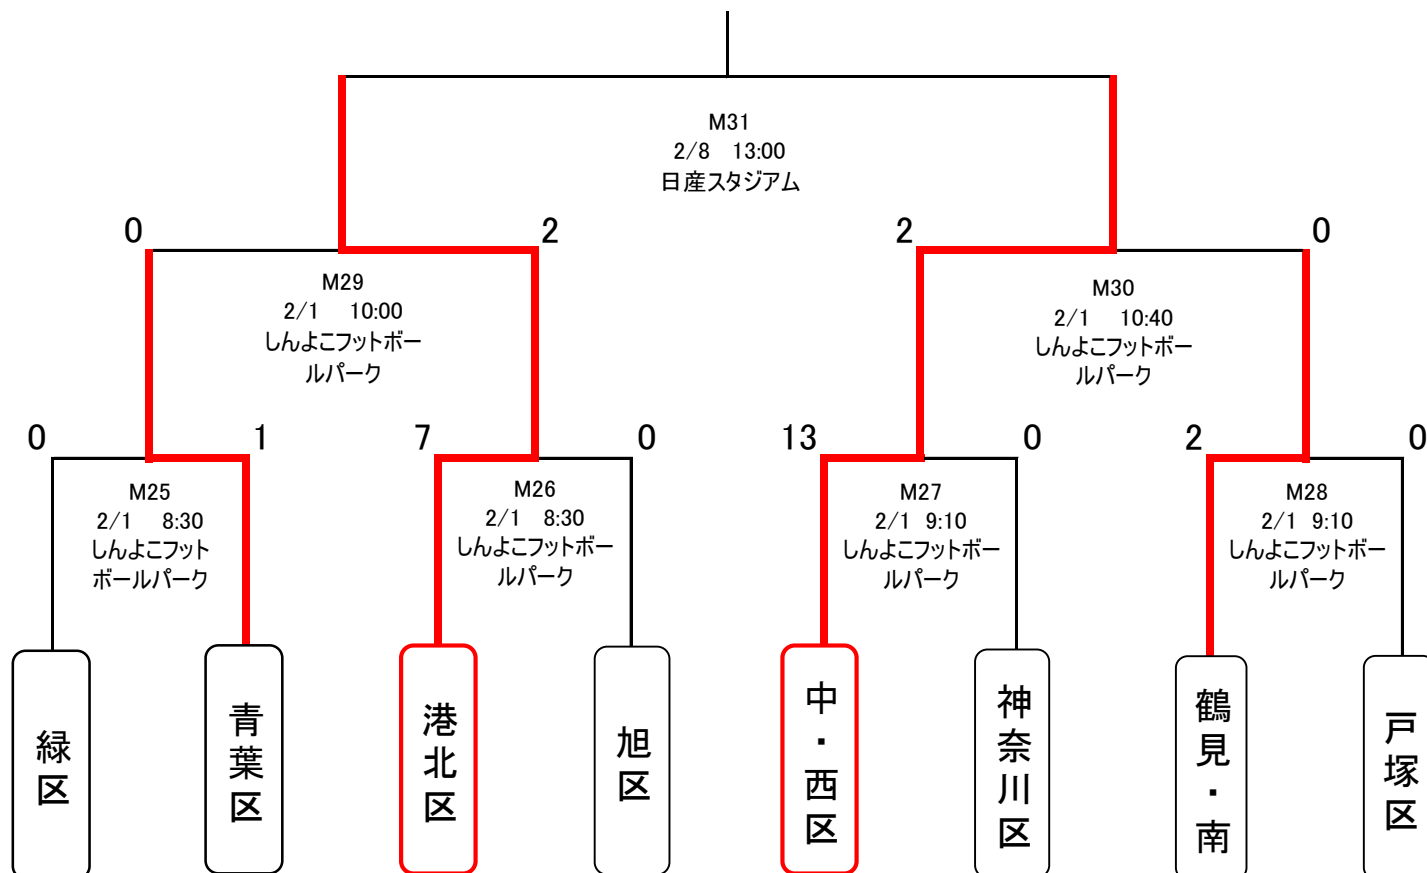 M31
2/8 13:00
日産スタジアム
0
2
2
0
M29
2/1 10:00
しんよこフットボー
ルパーク
M30
2/1 10:40
しんよこフットボー
ルパーク
0
1
7
0
13
0
2
0
M25
2/1 8:30
しんよこフット
ボールパーク
M26
2/1 8:30
しんよこフットボー
ルパーク
M27
2/1 9:10
しんよこフットボー
ルパーク
M28
2/1 9:10
しんよこフットボー
ルパーク
緑区
青葉区
港北区
旭区
中・西区
神奈川区
鶴見・南
戸塚区